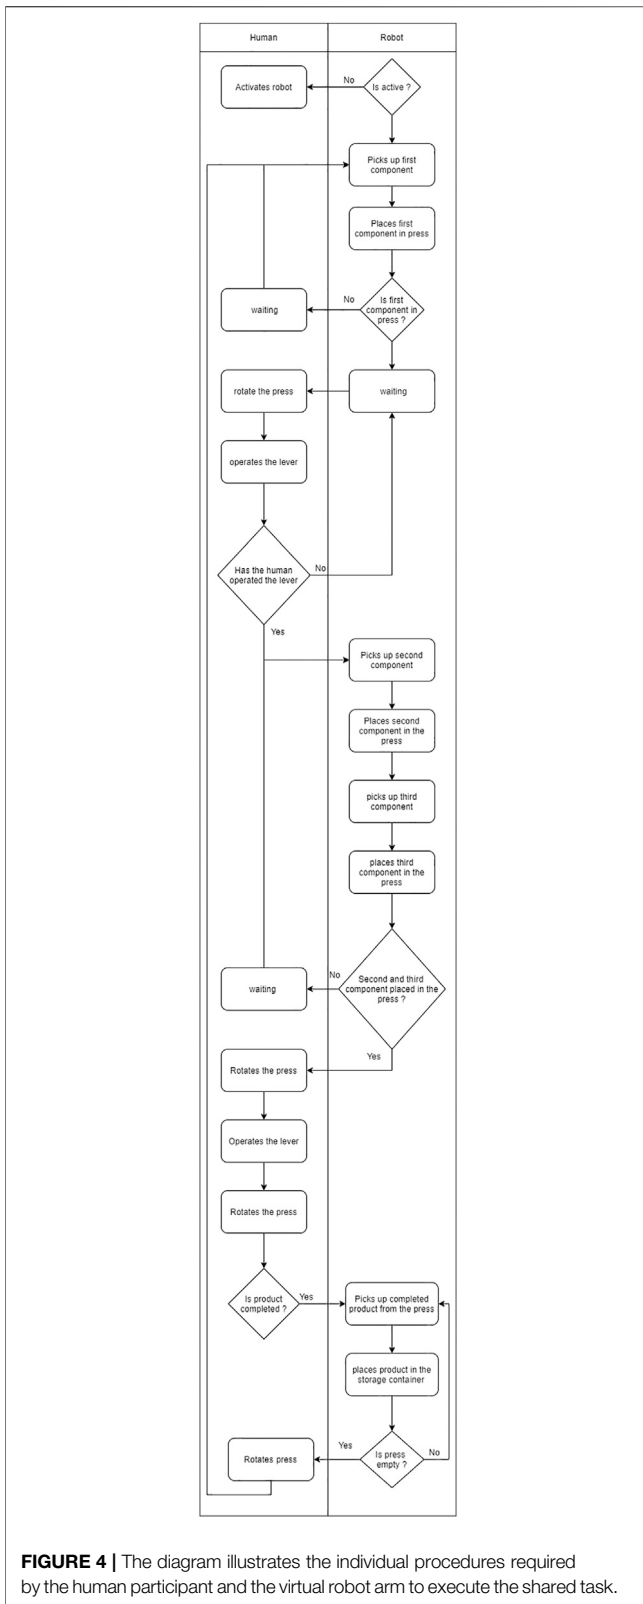 Human
Robot
Is active ?
No
Activates robot
Picks up first
component
Places first
component in press
Is first
component in
press ?
No
waiting
waiting
rotate the press
operates the lever
Has the human
operated the lever
No
Yes
Picks up second
component
Places second
component in the
press
picks up third
component
places third
component in the
press
Second and third
component placed in the
press ?
No
waiting
Yes
Rotates the press
Operates the lever
Rotates the press
Is product
completed ?
Yes
Picks up completed
product from the press
places product in the
storage container
Is press
empty ?
Yes
No
Rotates press
FIGURE 4 | The diagram illustrates the individual procedures required
by the human participant and the virtual robot arm to execute the shared task.